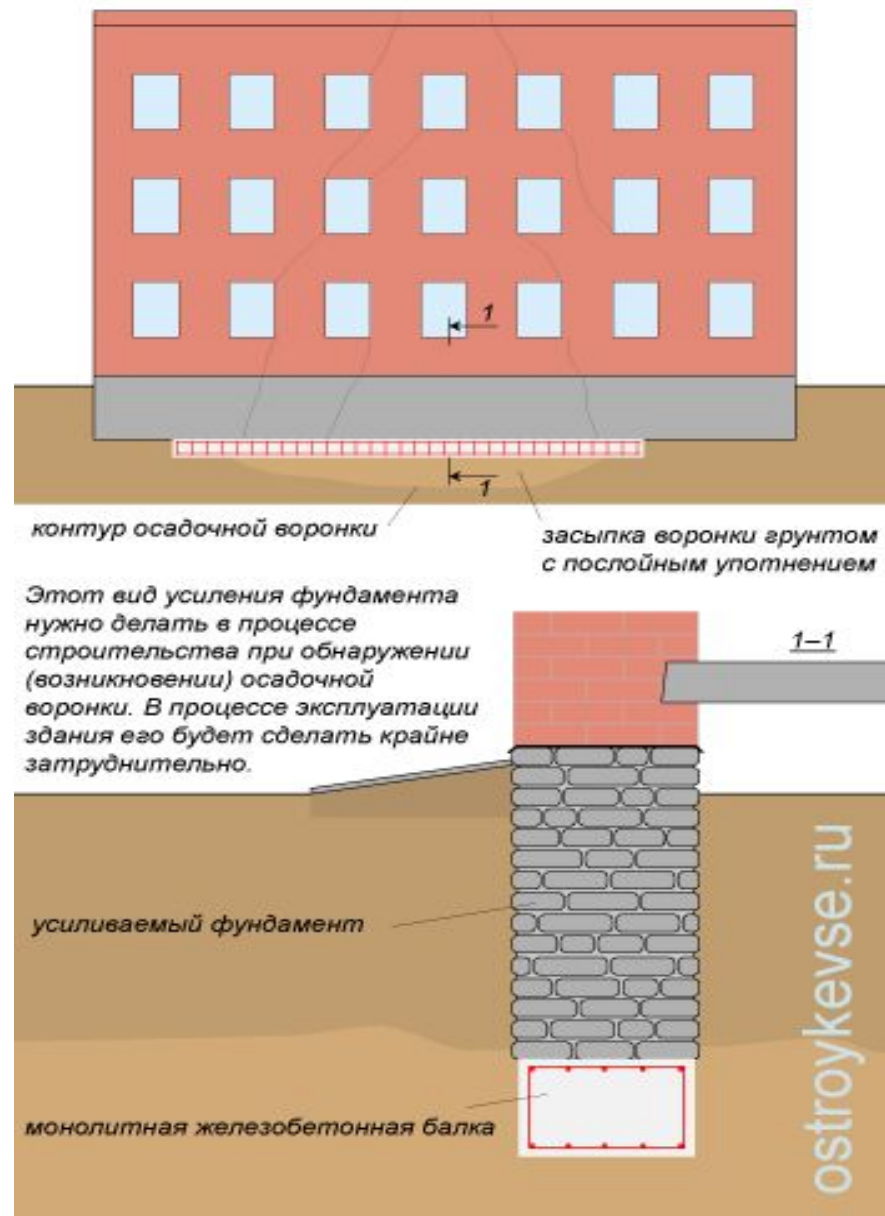 1
1
контур осадочной воронки
засыпка воронки грунтом
с послойным употнением
Этот вид усиления фундамента
нужно делать в процессе
строительства при обнаружении
(возникновении) осадочной
воронки. В процессе эксплуатации
здания его будет сделать крайне
затруднительно.
1–1
усиливаемый фундамент
монолитная железобетонная балка
ostroykevse.ru